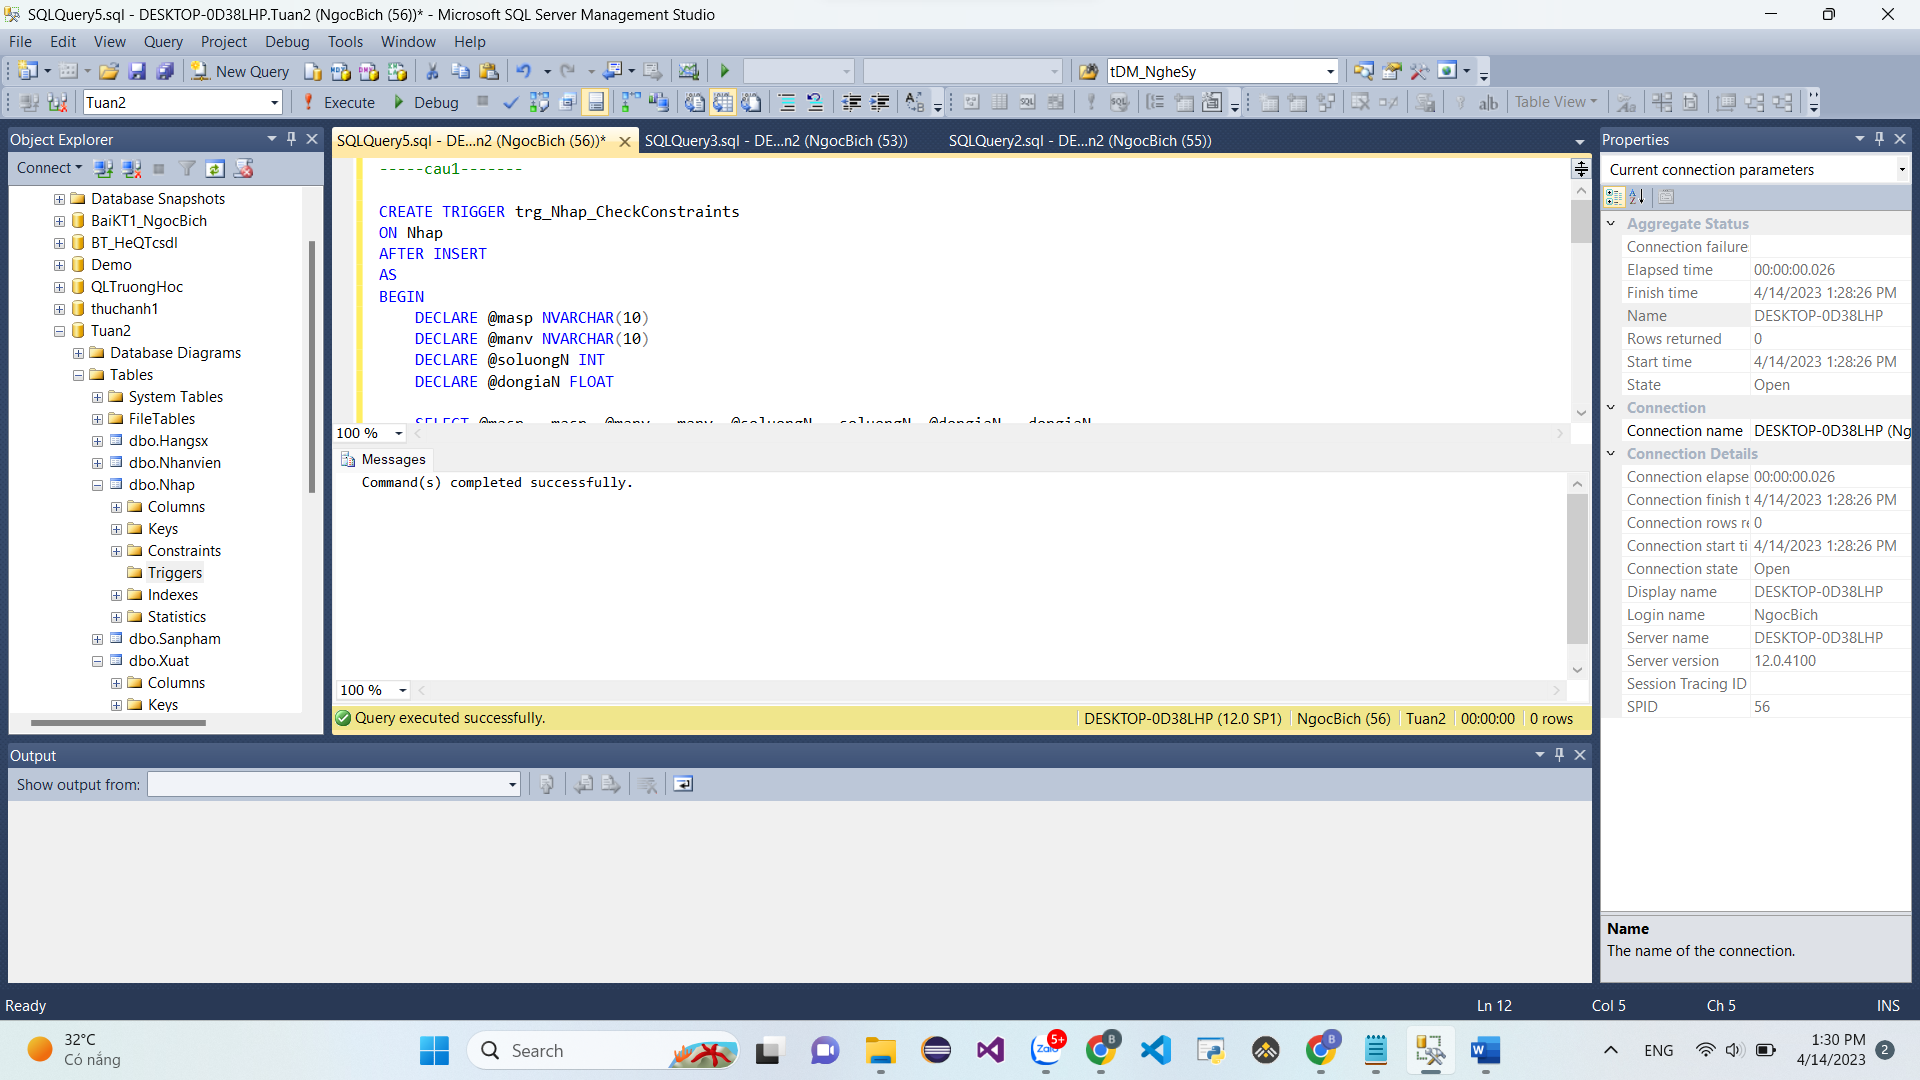 SQLQuery5.sql - DESKTOP-0D38LHP.Tuan2 (NgocBich (56))* - Microsoft SQL Server Management Studio
File Edit View Query Project Debug Tools Window Help
New Query tDM_NgheSy
Tuan2 Execute Debug Table View
Object Explorer
Connect
Database Snapshots
BaiKT1_NgocBich
BT_HeQTcsdl
Demo
QLTruongHoc
thuchanh1
Tuan2
Database Diagrams
Tables
System Tables
FileTables
dbo.Hangsx
dbo.Nhanvien
dbo.Nhap
Columns
Keys
Constraints
Triggers
Indexes
Statistics
dbo.Sanpham
dbo.Xuat
Columns
Keys
SQLQuery5.sql - DE...n2 (NgocBich (56))* SQLQuery3.sql - DE...n2 (NgocBich (53)) SQLQuery2.sql - DE...n2 (NgocBich (55))
-----cau1-------
CREATE TRIGGER trg_Nhap_CheckConstraints
ON Nhap
AFTER INSERT
AS
BEGIN
DECLARE @masp NVARCHAR(10)
DECLARE @manv NVARCHAR(10)
DECLARE @soluongN INT
DECLARE @dongiaN FLOAT
100 %
Messages
Command(s) completed successfully.
100 %
Query executed successfully. DESKTOP-0D38LHP (12.0 SP1) NgocBich (56) Tuan2 00:00:00 0 rows
Properties
Current connection parameters
Aggregate Status
Connection failure
Elapsed time 00:00:00.026
Finish time 4/14/2023 1:28:26 PM
Name DESKTOP-0D38LHP
Rows returned 0
Start time 4/14/2023 1:28:26 PM
State Open
Connection
Connection name DESKTOP-0D38LHP (Ng
Connection Details
Connection elapse 00:00:00.026
Connection finish t 4/14/2023 1:28:26 PM
Connection rows re 0
Connection start ti 4/14/2023 1:28:26 PM
Connection state Open
Display name DESKTOP-0D38LHP
Login name NgocBich
Server name DESKTOP-0D38LHP
Server version 12.0.4100
Session Tracing ID
SPID 56
Name
The name of the connection.
Output
Show output from:
Ready Ln 12 Col 5 Ch 5 INS
32°C
Có nắng
Search
5+
ENG
1:30 PM
4/14/2023
2